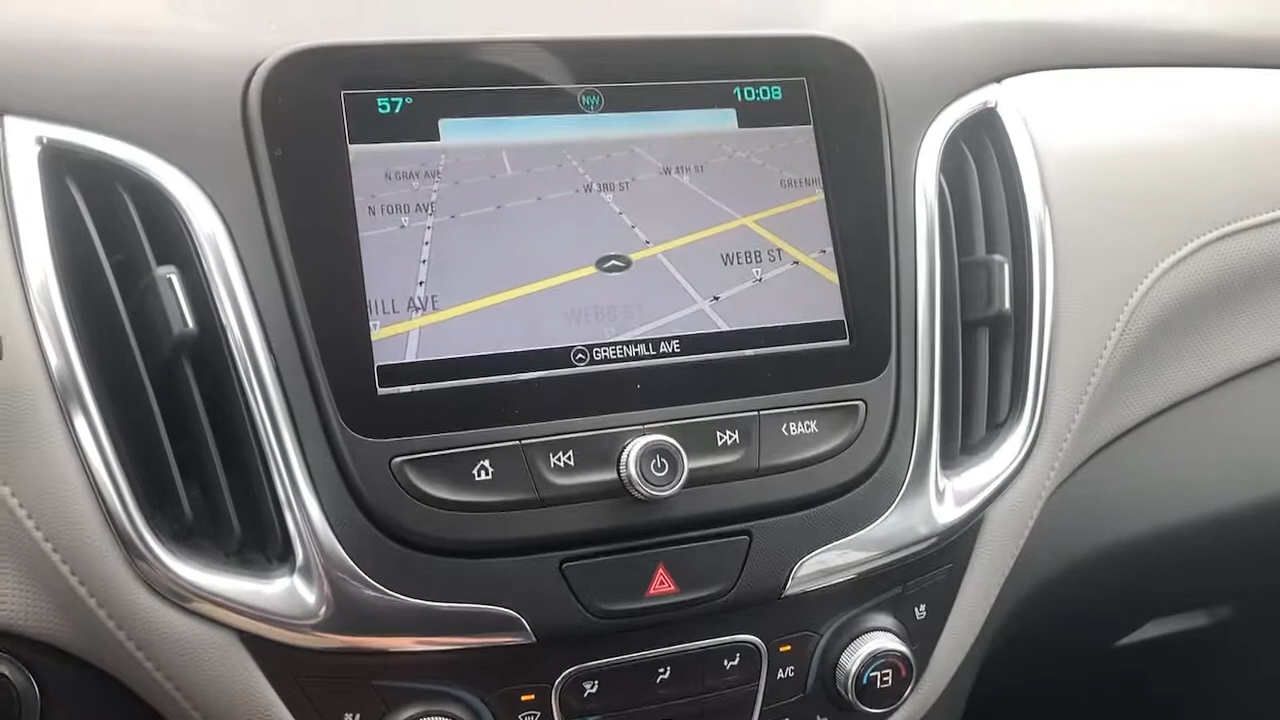 57°
NW
10:08
N GRAY AVE
W 4TH ST
W 3RD ST
GREENHI
N FORD AVE
WEBB ST
HILL AVE
WEBB ST
GREENHILL AVE
<BACK
A/C
73